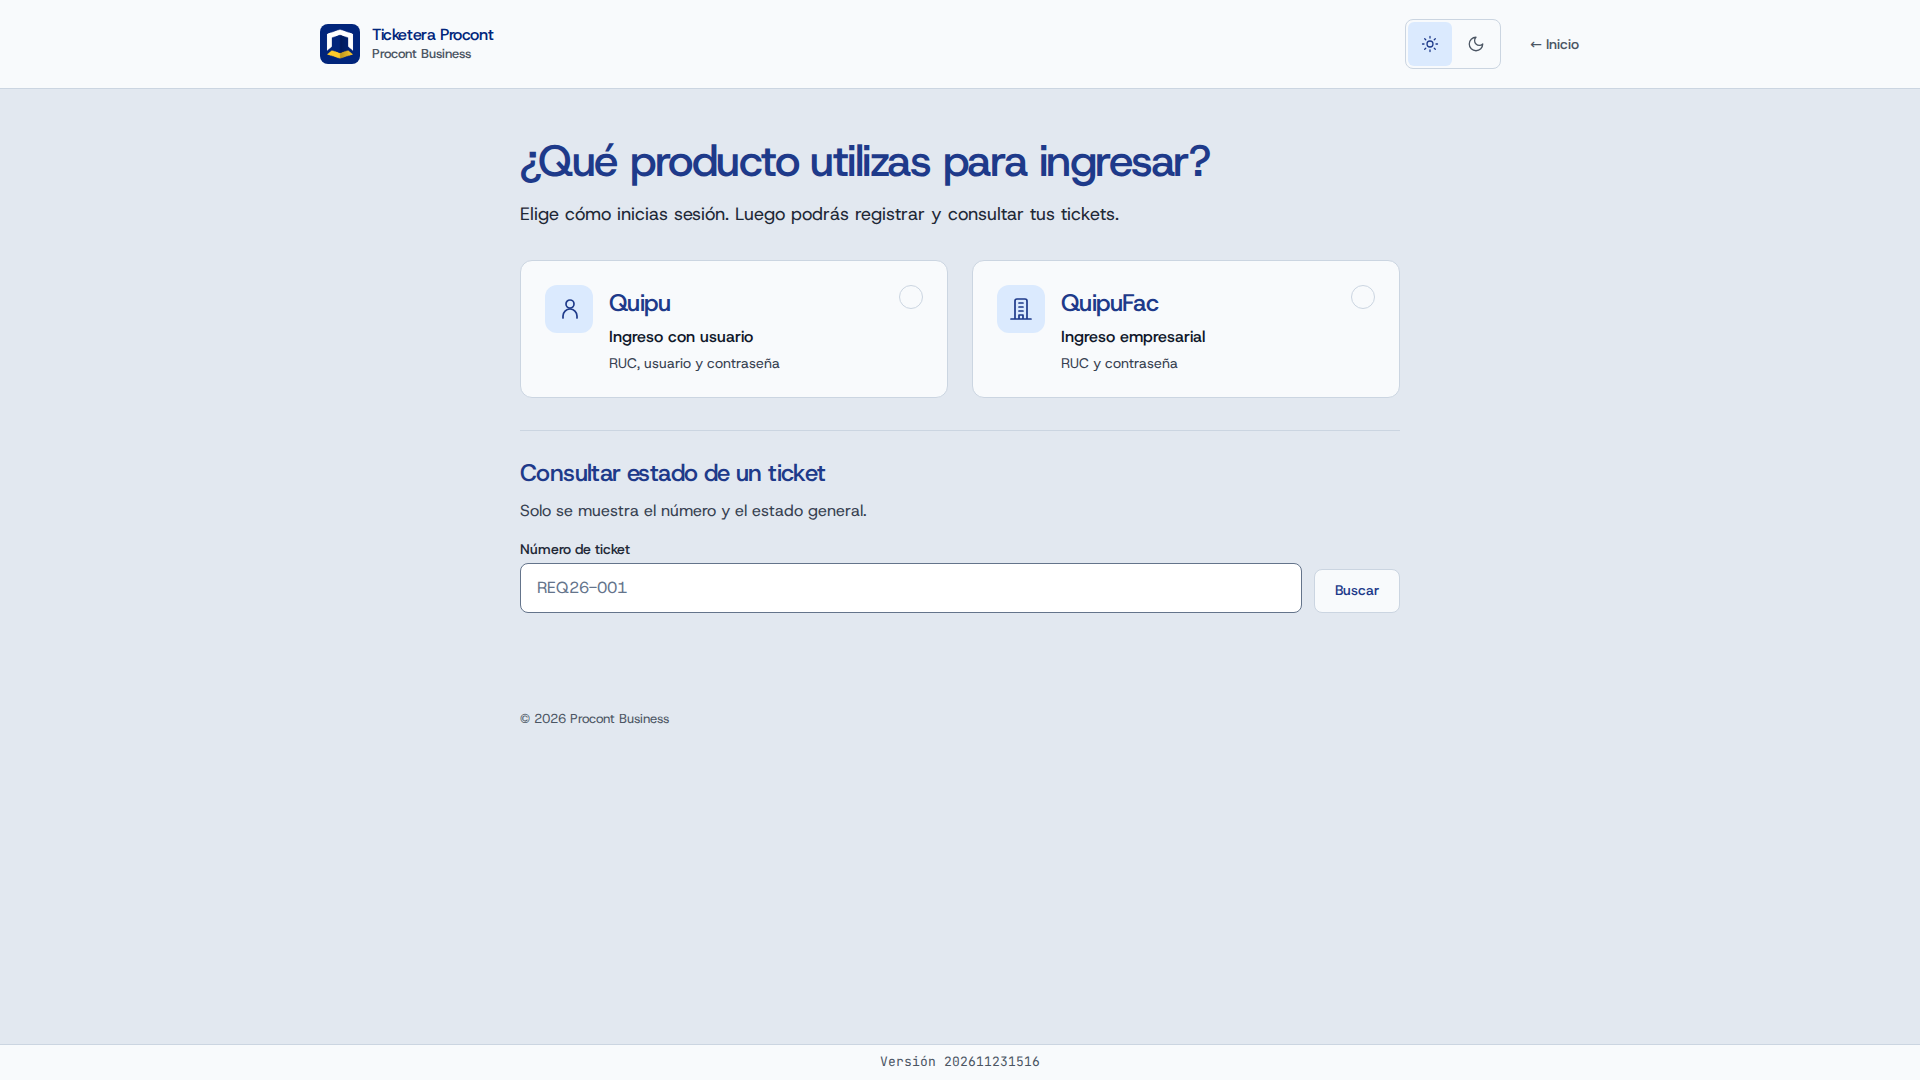 Ticketera Procont
Procont Business
← Inicio
¿Qué producto utilizas para ingresar?
Elige cómo inicias sesión. Luego podrás registrar y consultar tus tickets.
Quipu
Ingreso con usuario
RUC, usuario y contraseña
QuipuFac
Ingreso empresarial
RUC y contraseña
Consultar estado de un ticket
Solo se muestra el número y el estado general.
Número de ticket
REQ26-001
Buscar
© 2026 Procont Business
Versión 202611231516